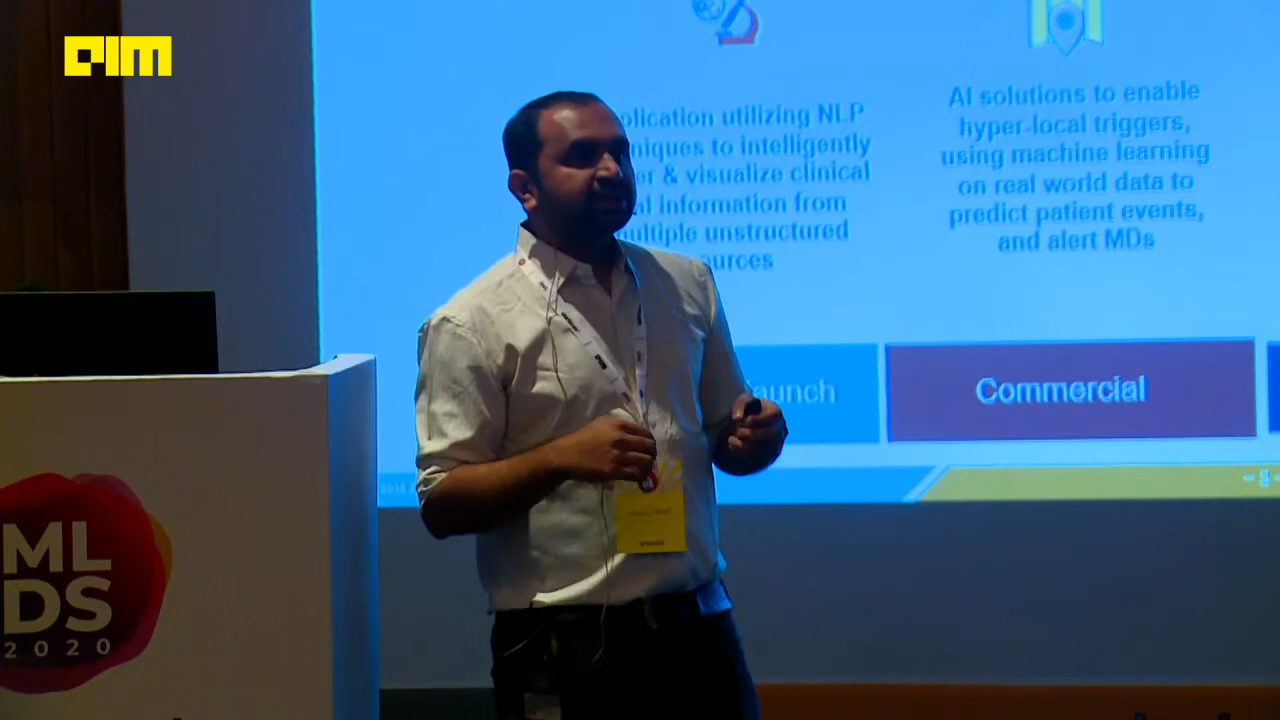 AIM
plication utilizing NLP
niques to intelligently
er & visualize clinical
al information from
ultiple unstructured
ources
AI solutions to enable
hyper-local triggers,
using machine learning
on real world data to
predict patient events,
and alert MDs
aunch
Commercial
ML
DS
2020